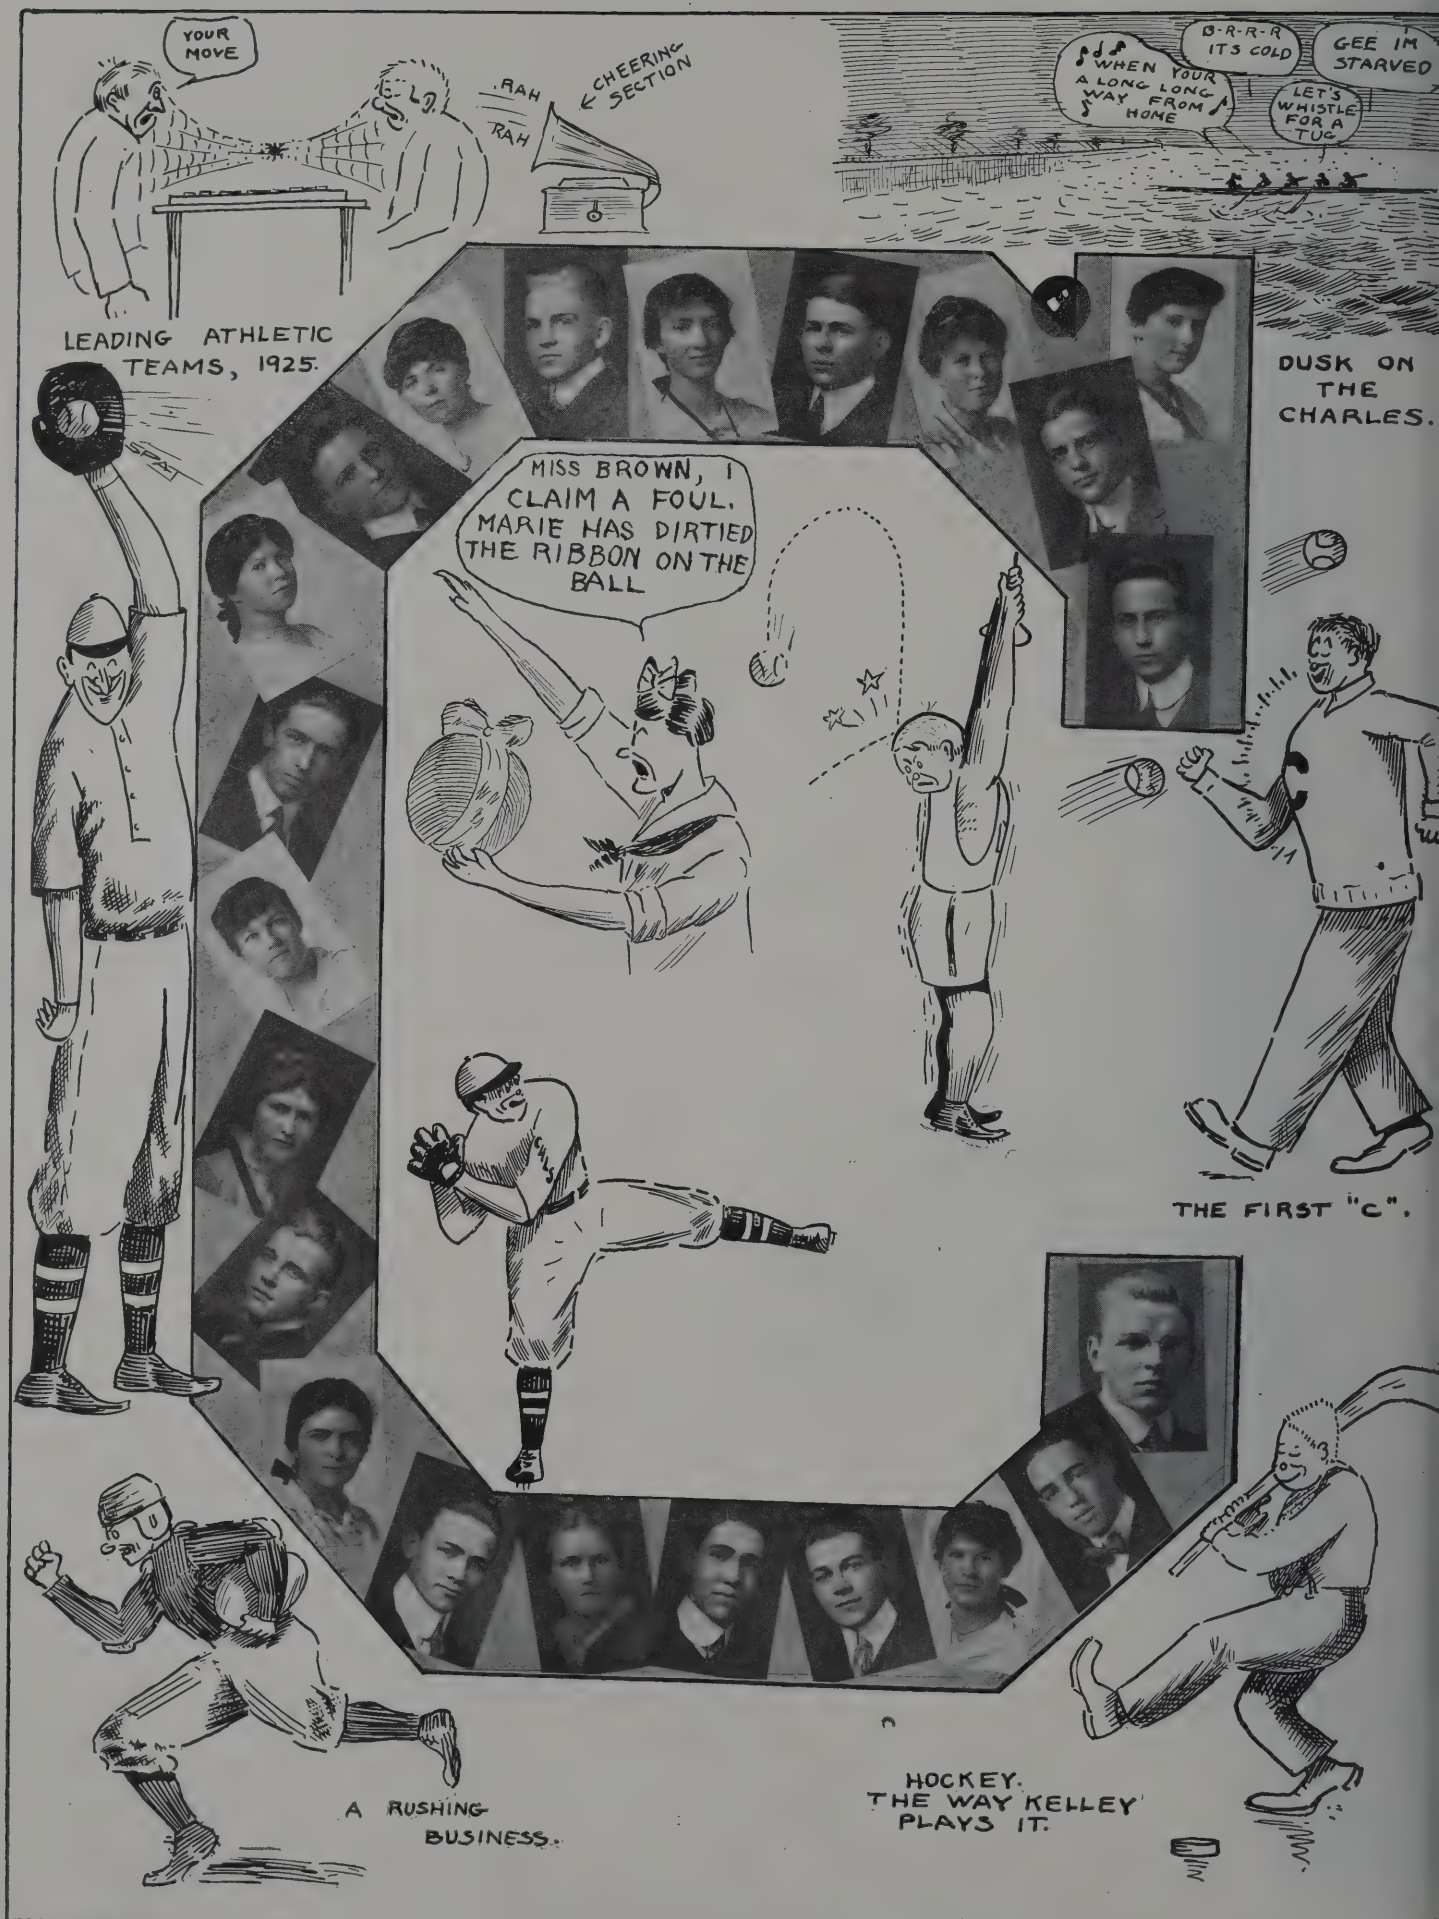 YOUR
MOVE
RAH
RAH
CHEERING
SECTION
LEADING ATHLETIC
TEAMS, 1925.
WHEN YOUR
A LONG LONG
WAY FROM
HOME
B-R-R-R
ITS COLD
GEE IM
STARVED
LET'S
WHISTLE
FOR A
TUG
DUSK ON
THE
CHARLES.
SPAT
MISS BROWN, I
CLAIM A FOUL.
MARIE HAS DIRTIED
THE RIBBON ON THE
BALL
C
THE FIRST "C".
A RUSHING
BUSINESS.
HOCKEY.
THE WAY KELLEY
PLAYS IT.